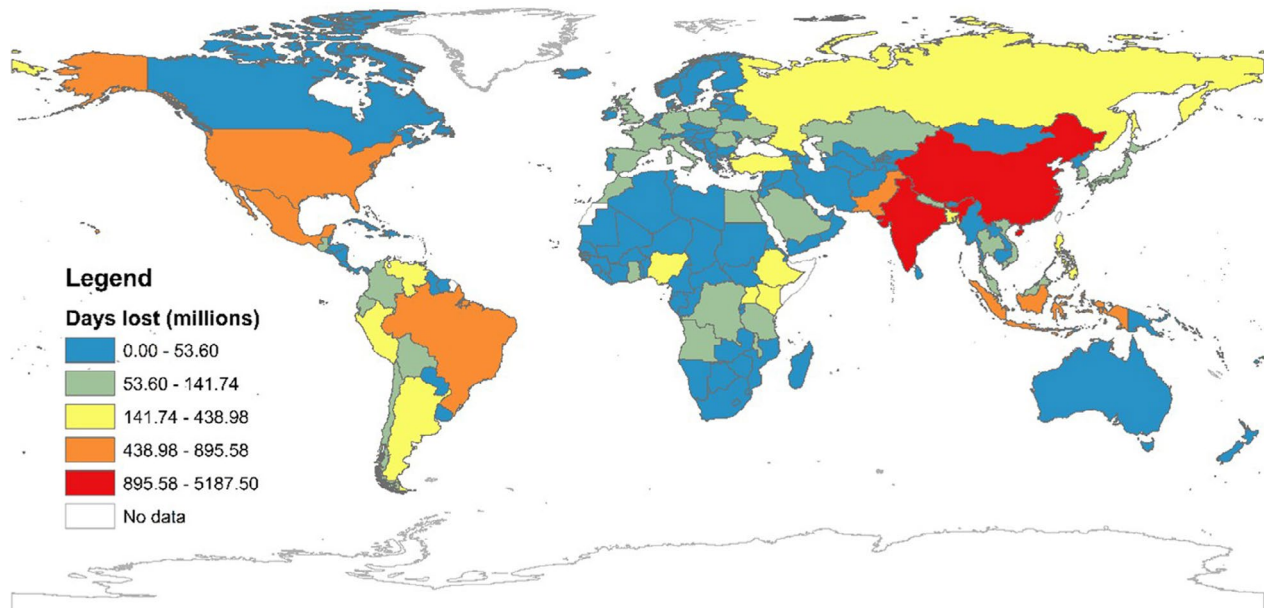 Legend
Days lost (millions)
0.00 - 53.60
53.60 - 141.74
141.74 - 438.98
438.98 - 895.58
895.58 - 5187.50
No data